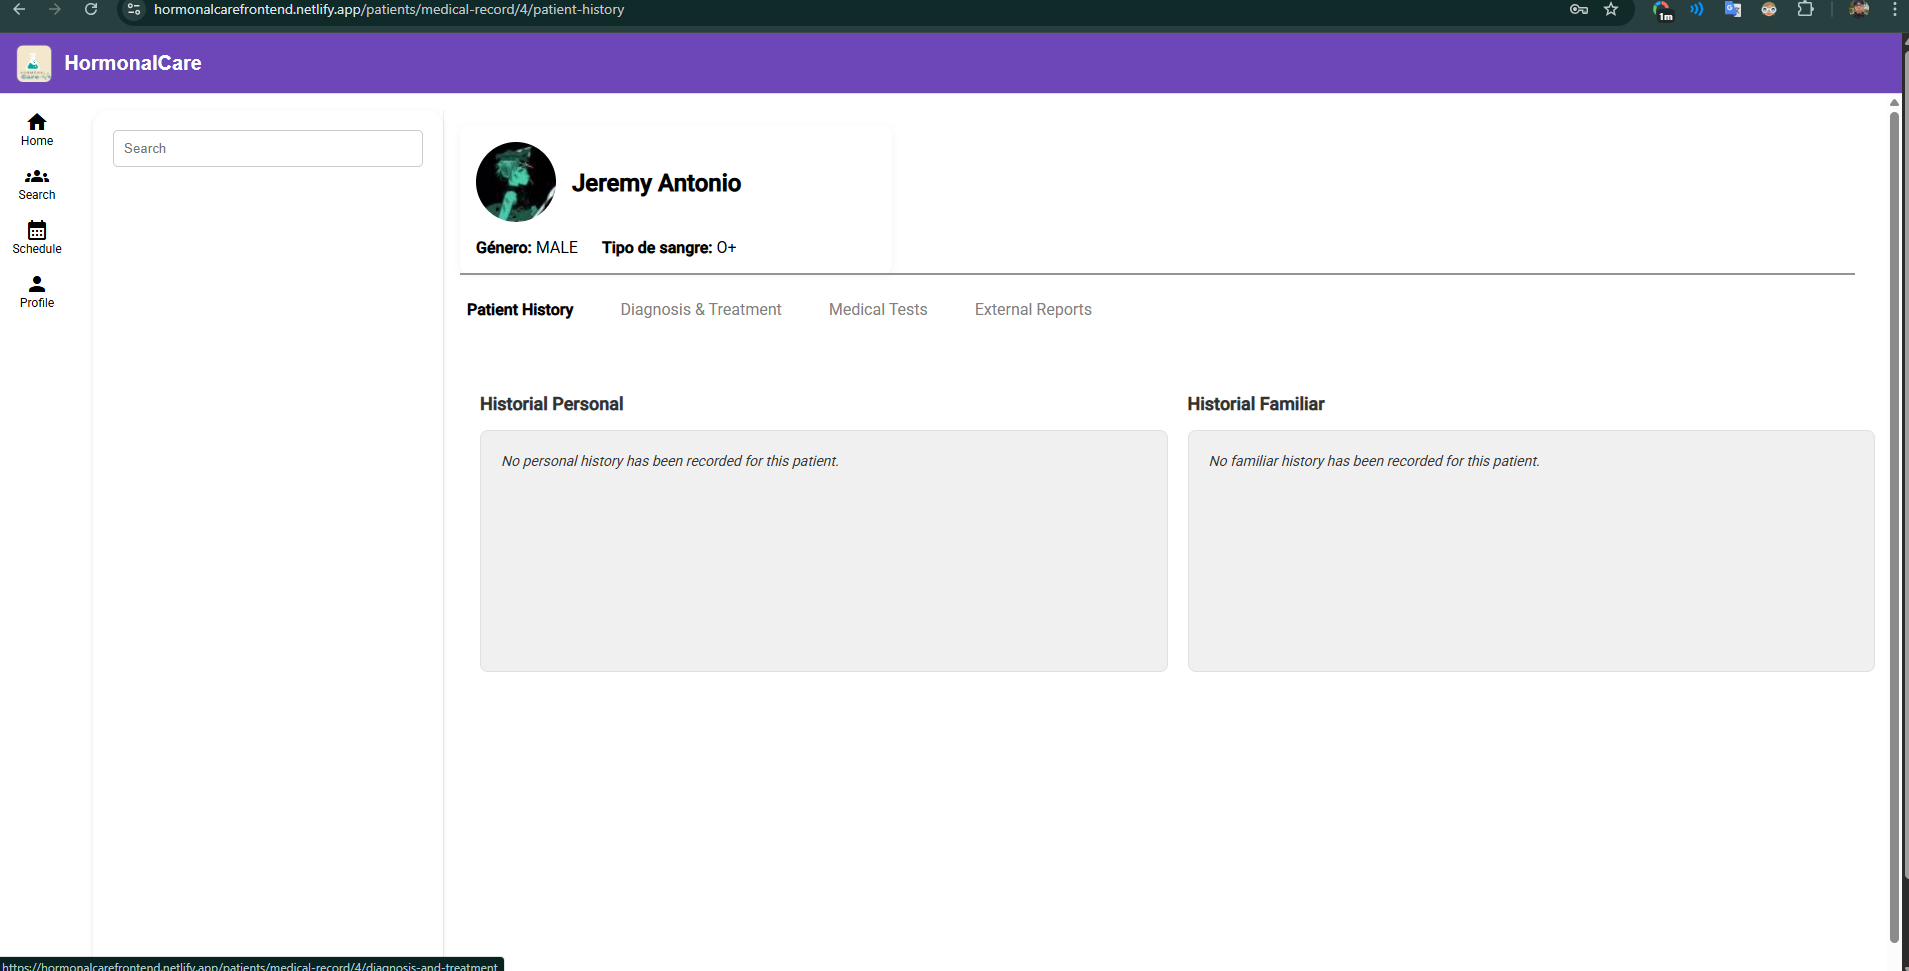 hormonalcarefrontend.netlify.app/patients/medical-record/4/patient-history
1m
HormonalCare
Home
Search
Schedule
Profile
Search
Jeremy Antonio
Género: MALE Tipo de sangre: O+
Patient History Diagnosis & Treatment Medical Tests External Reports
Historial Personal
No personal history has been recorded for this patient.
Historial Familiar
No familiar history has been recorded for this patient.
https://hormonalcarefrontend.netlify.app/patients/medical-record/4/diagnosis-and-treatment